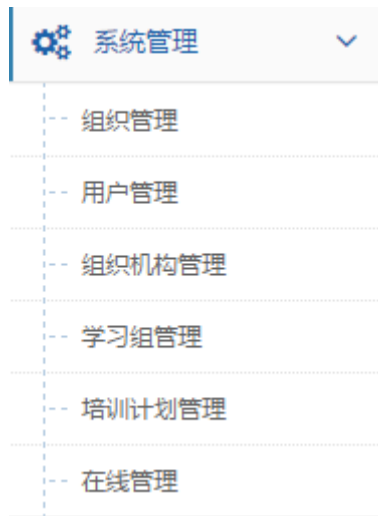 系统管理
组织管理
用户管理
组织机构管理
学习组管理
培训计划管理
在线管理